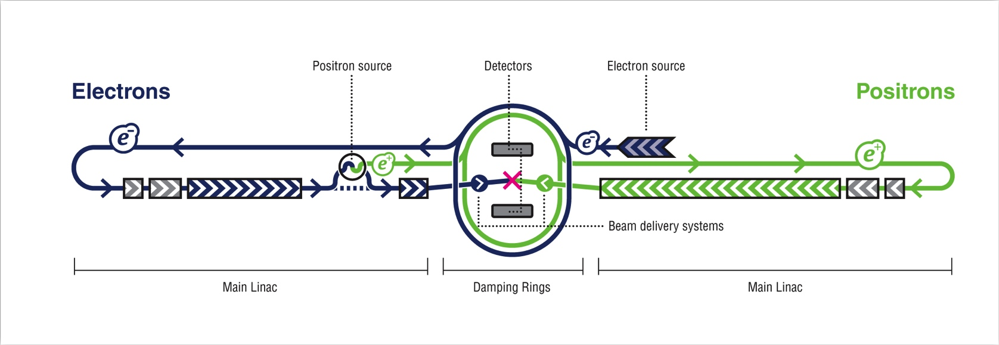 Positron source
Detectors
Electron source
Electrons
Positrons
e-
e-
e+
e+
Beam delivery systems
Main Linac
Damping Rings
Main Linac